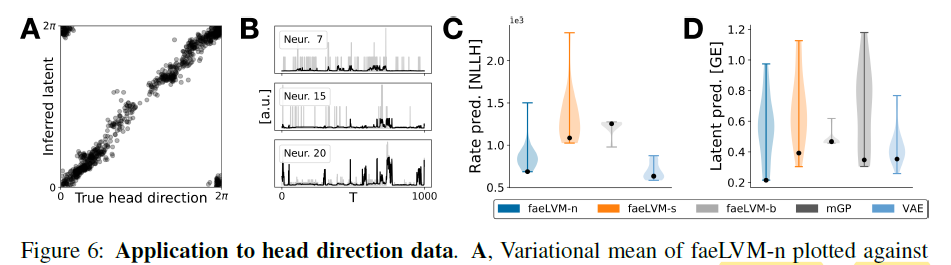 A
B
C
D
2π
Inferred latent
0
0
True head direction
2π
Neur. 7
Neur. 15
Neur. 20
[a.u.]
0
T
1000
1e3
Rate pred. [NLLH]
2.0
1.5
1.0
0.5
Latent pred. [GE]
1.2
1.0
0.8
0.6
0.4
0.2
faeLVM-n faeLVM-s faeLVM-b mGP VAE
Figure 6: Application to head direction data. A, Variational mean of faeLVM-n plotted against